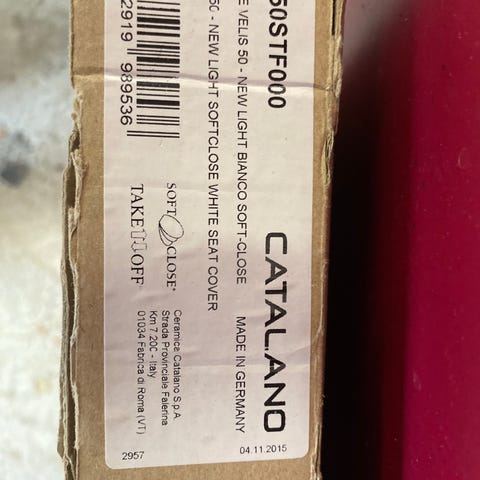 50STF000
E VELIS 50 - NEW LIGHT BIANCO SOFT-CLOSE
50 - NEW LIGHT SOFTCLOSE WHITE SEAT COVER
2919 989536
CATALANO
MADE IN GERMANY
SOFT CLOSE®
TAKE OFF
Ceramica Catalano S.p.A
Strada Provinciale Falerina
Km 7,200 - Italy
01034 Fabrica di Roma (VT)
04.11.2015
2957